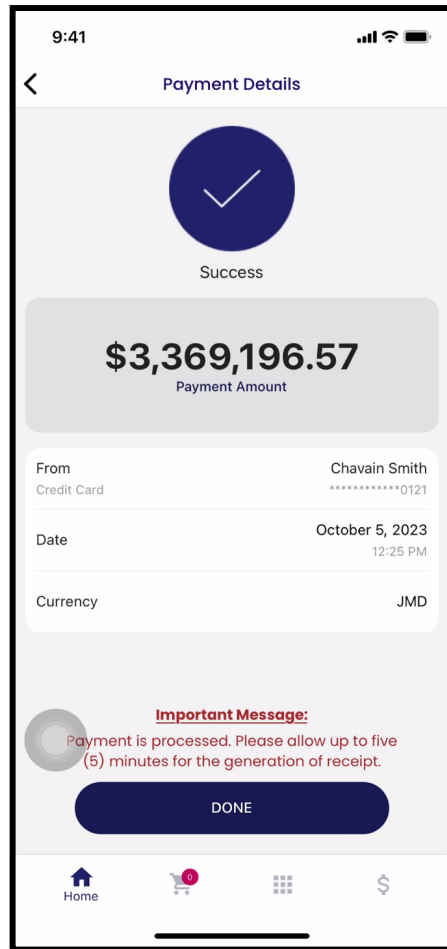 9:41
Payment Details
Success
$3,369,196.57
Payment Amount
From
Chavain Smith
Credit Card
************0121
Date
October 5, 2023
12:25 PM
Currency
JMD
Important Message:
Payment is processed. Please allow up to five
(5) minutes for the generation of receipt.
DONE
0
Home
$